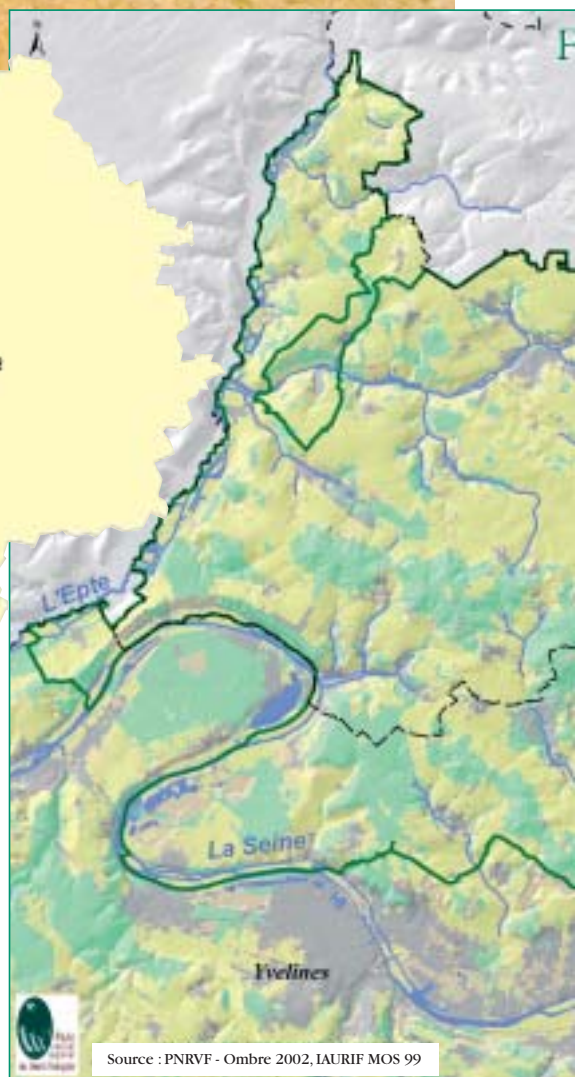 P
e
L'Epte
La Seine
Yvelines
Source : PNRVF - Ombre 2002, IAURIF MOS 99